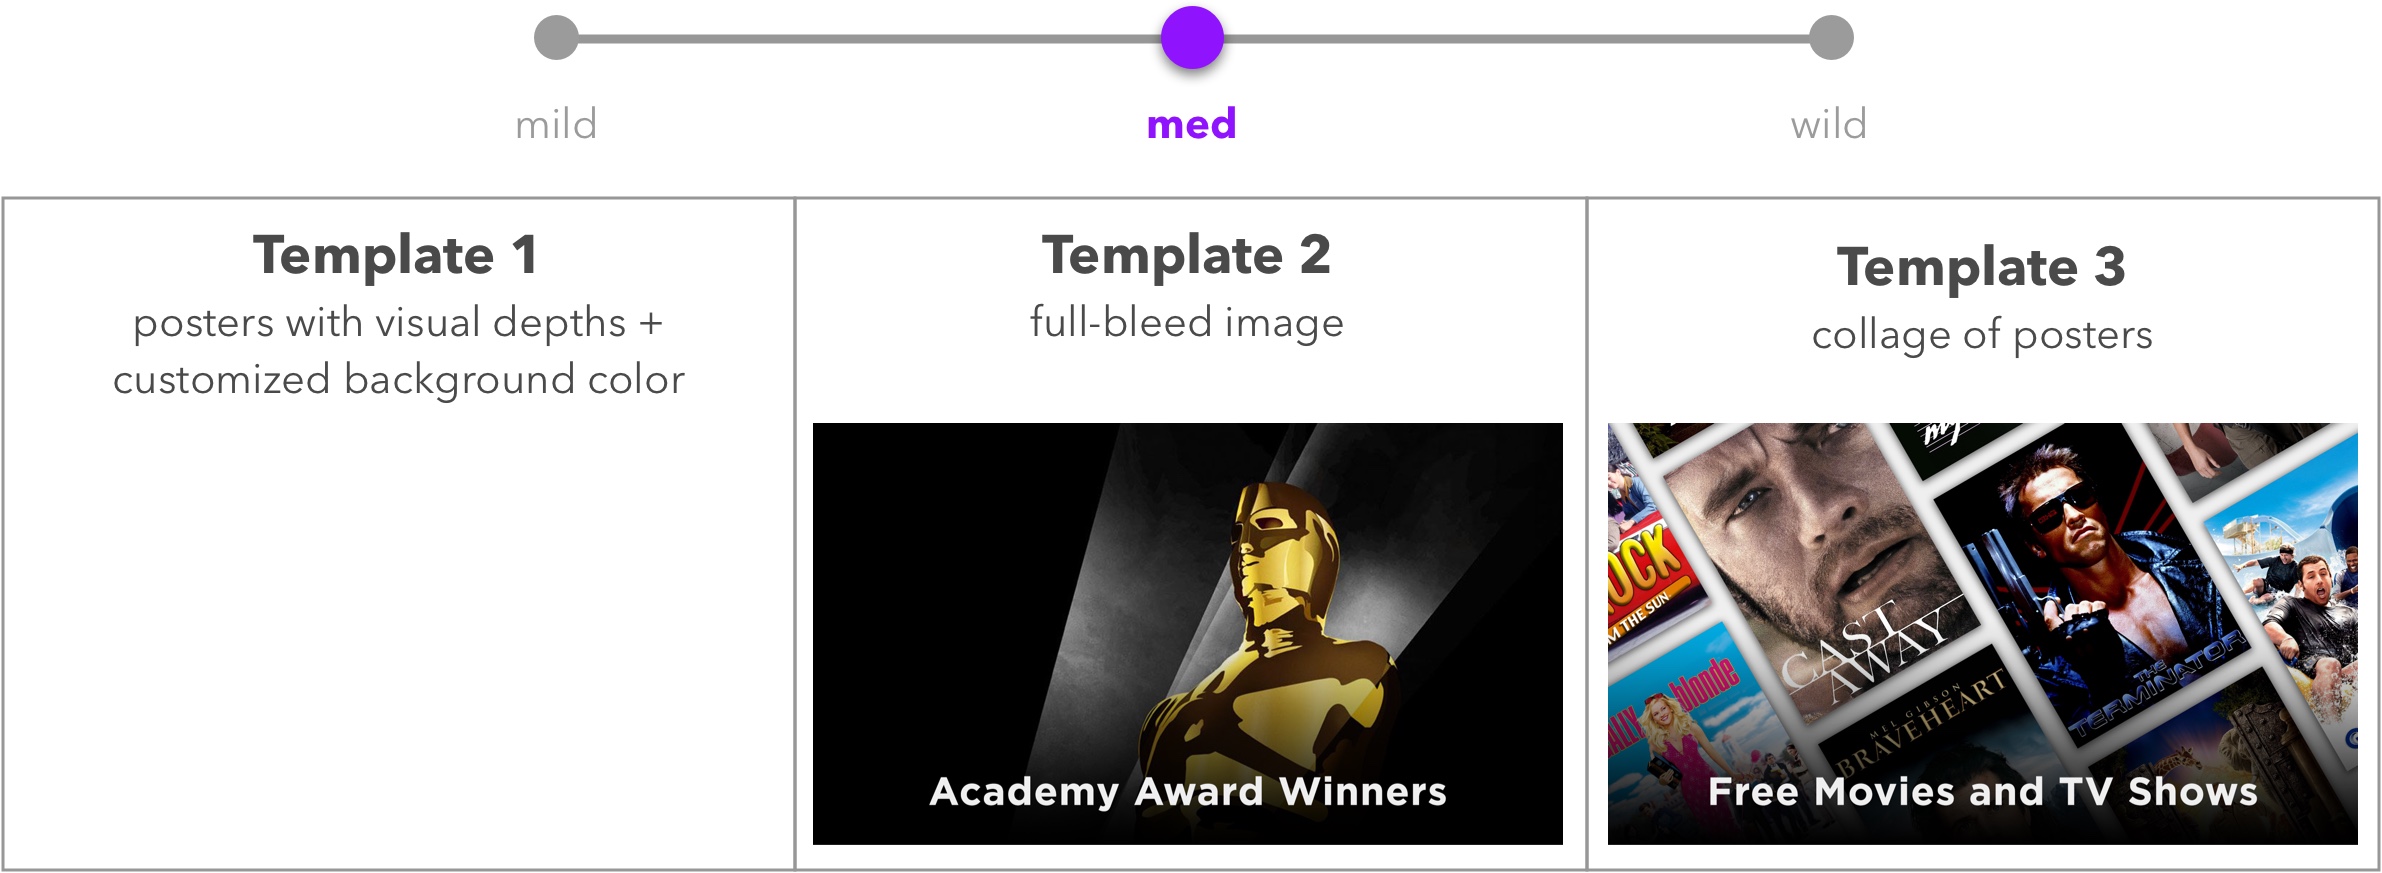 mild
med
wild
Template 1
posters with visual depths +
customized background color
Template 2
full-bleed image
Academy Award Winners
Template 3
collage of posters
my
OCK
M THE SUN
CAST
AWAY
THE
TERMINATOR
ALLY blonde
MEL GIBSON
BRAVEHEART
Free Movies and TV Shows